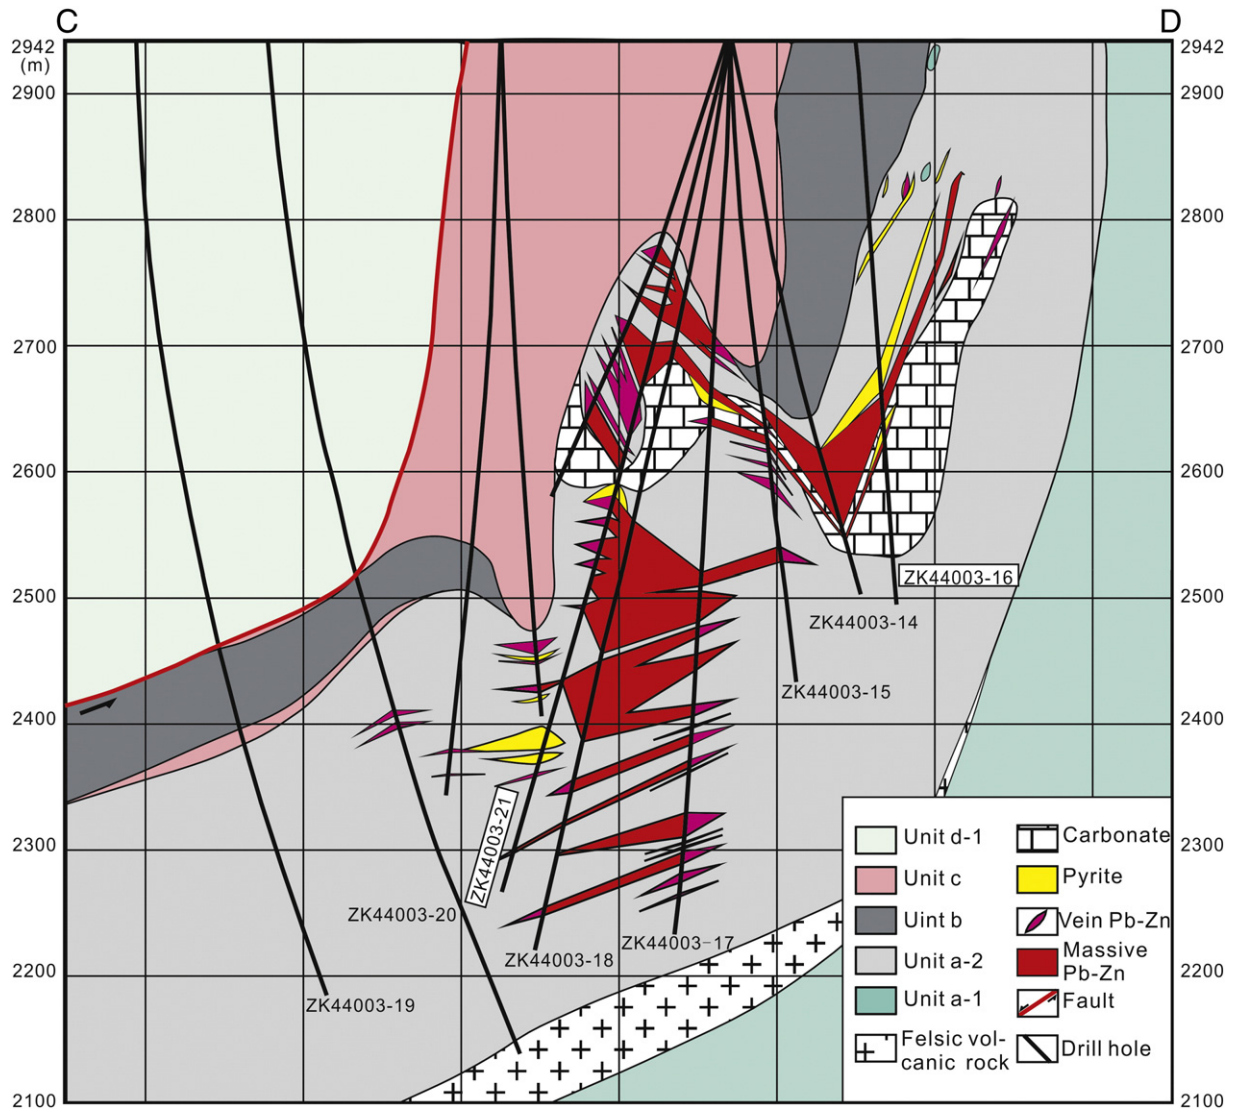 C
D
2942
(m)
2900
2800
2700
2600
2500
2400
2300
2200
2100
2942
2900
2800
2700
2600
2500
2400
2300
2200
2100
ZK44003-16
ZK44003-14
ZK44003-15
ZK44003-21
ZK44003-20
ZK44003-17
ZK44003-18
ZK44003-19
Unit d-1
Unit c
Uint b
Unit a-2
Unit a-1
Felsic vol-
canic rock
Carbonate
Pyrite
Vein Pb-Zn
Massive
Pb-Zn
Fault
Drill hole